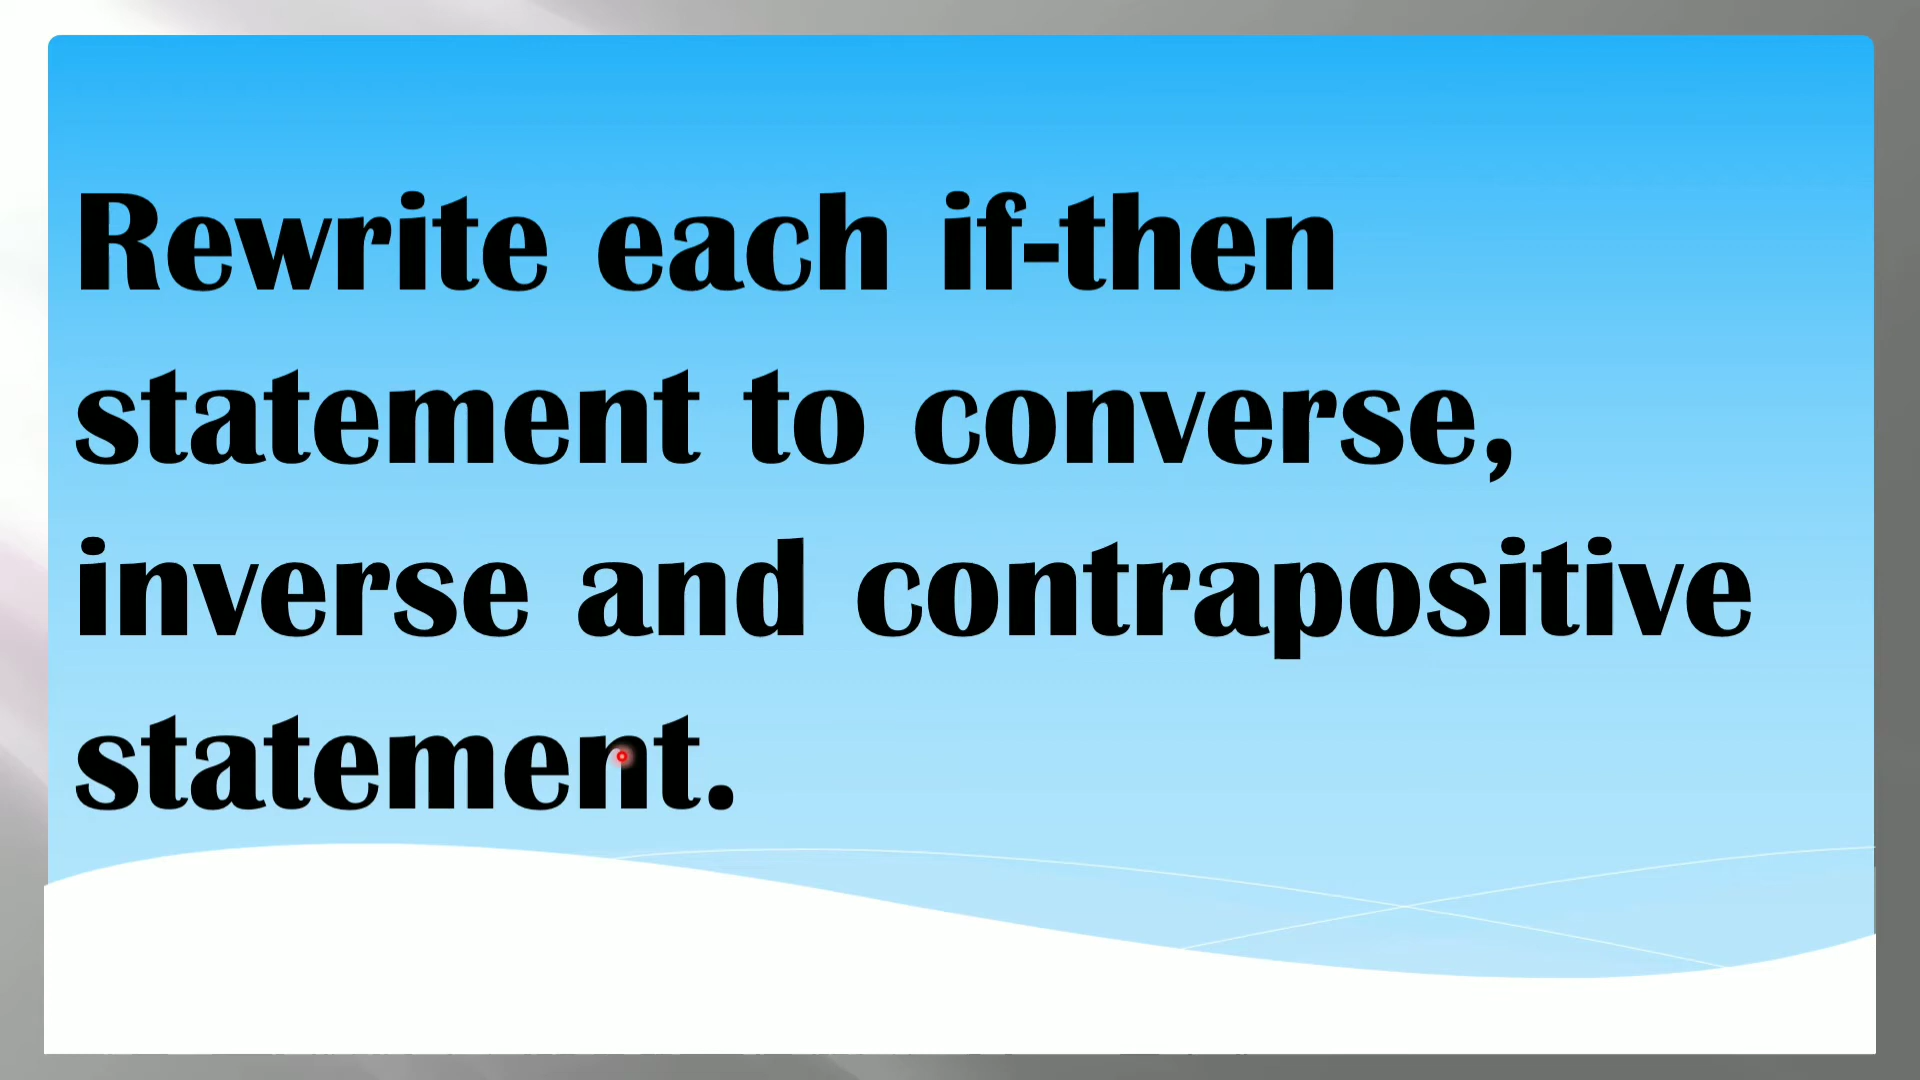 Rewrite each if-then
statement to converse,
inverse and contrapositive
statement.